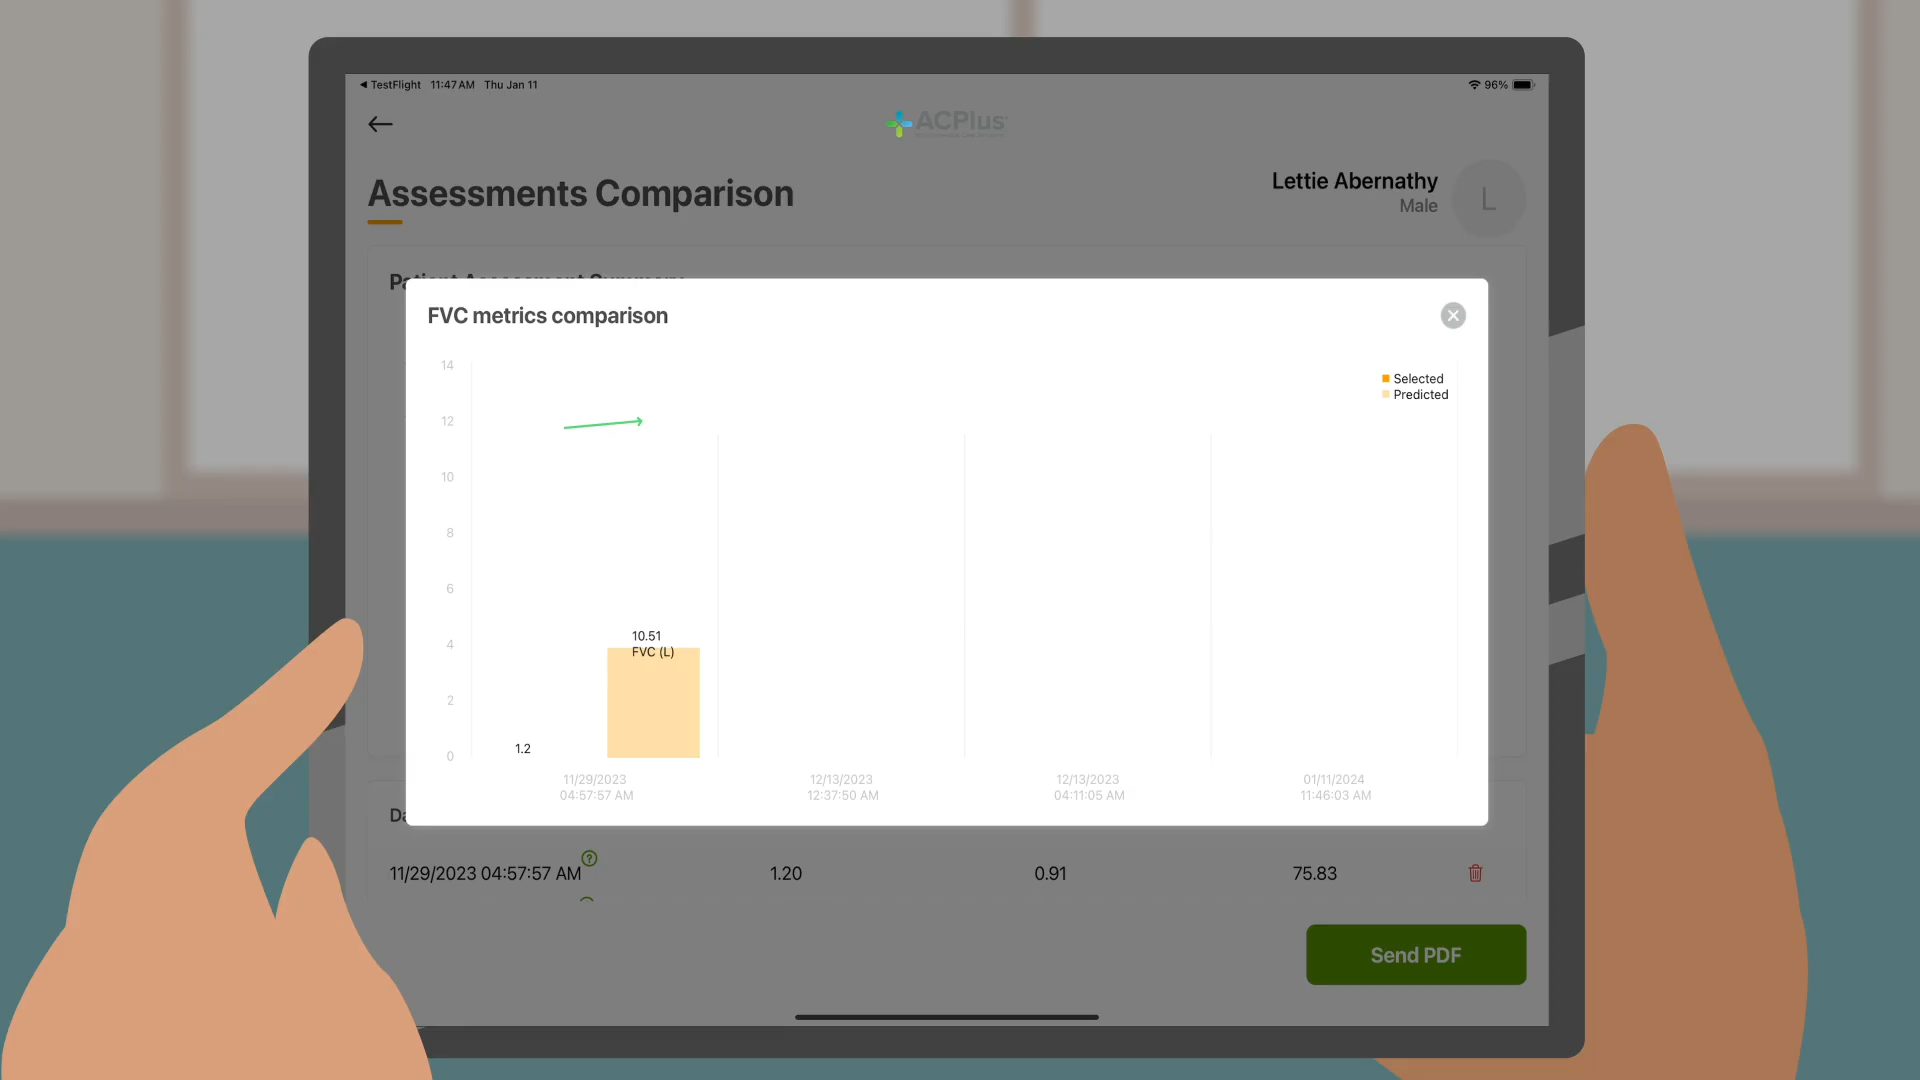 ◀ TestFlight 11:47 AM Thu Jan 11
96%
ACPlus
Assessments Comparison
Lettie Abernathy
Male
L
Patient Assessment Summary
FVC metrics comparison
14
12
10
8
6
4
2
0
Selected
Predicted
10.51
FVC (L)
1.2
11/29/2023
04:57:57 AM
12/13/2023
12:37:50 AM
12/13/2023
04:11:05 AM
01/11/2024
11:46:03 AM
11/29/2023 04:57:57 AM ? 1.20 0.91 75.83
Send PDF